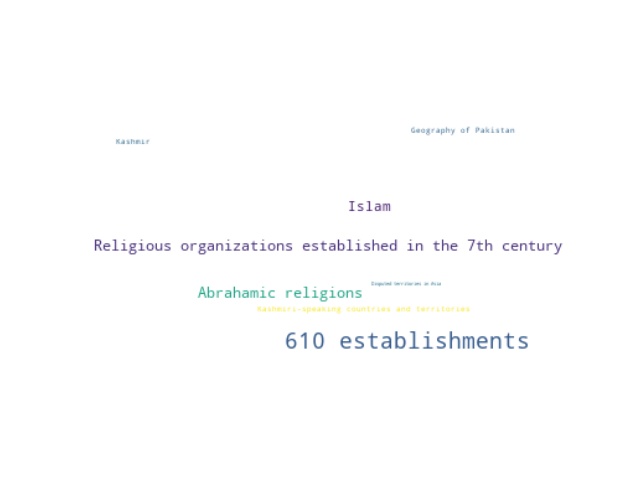 Geography of Pakistan
Kashmir
Islam
Religious organizations established in the 7th century
Disputed territories in Asia
Abrahamic religions
Kashmiri-speaking countries and territories
610 establishments